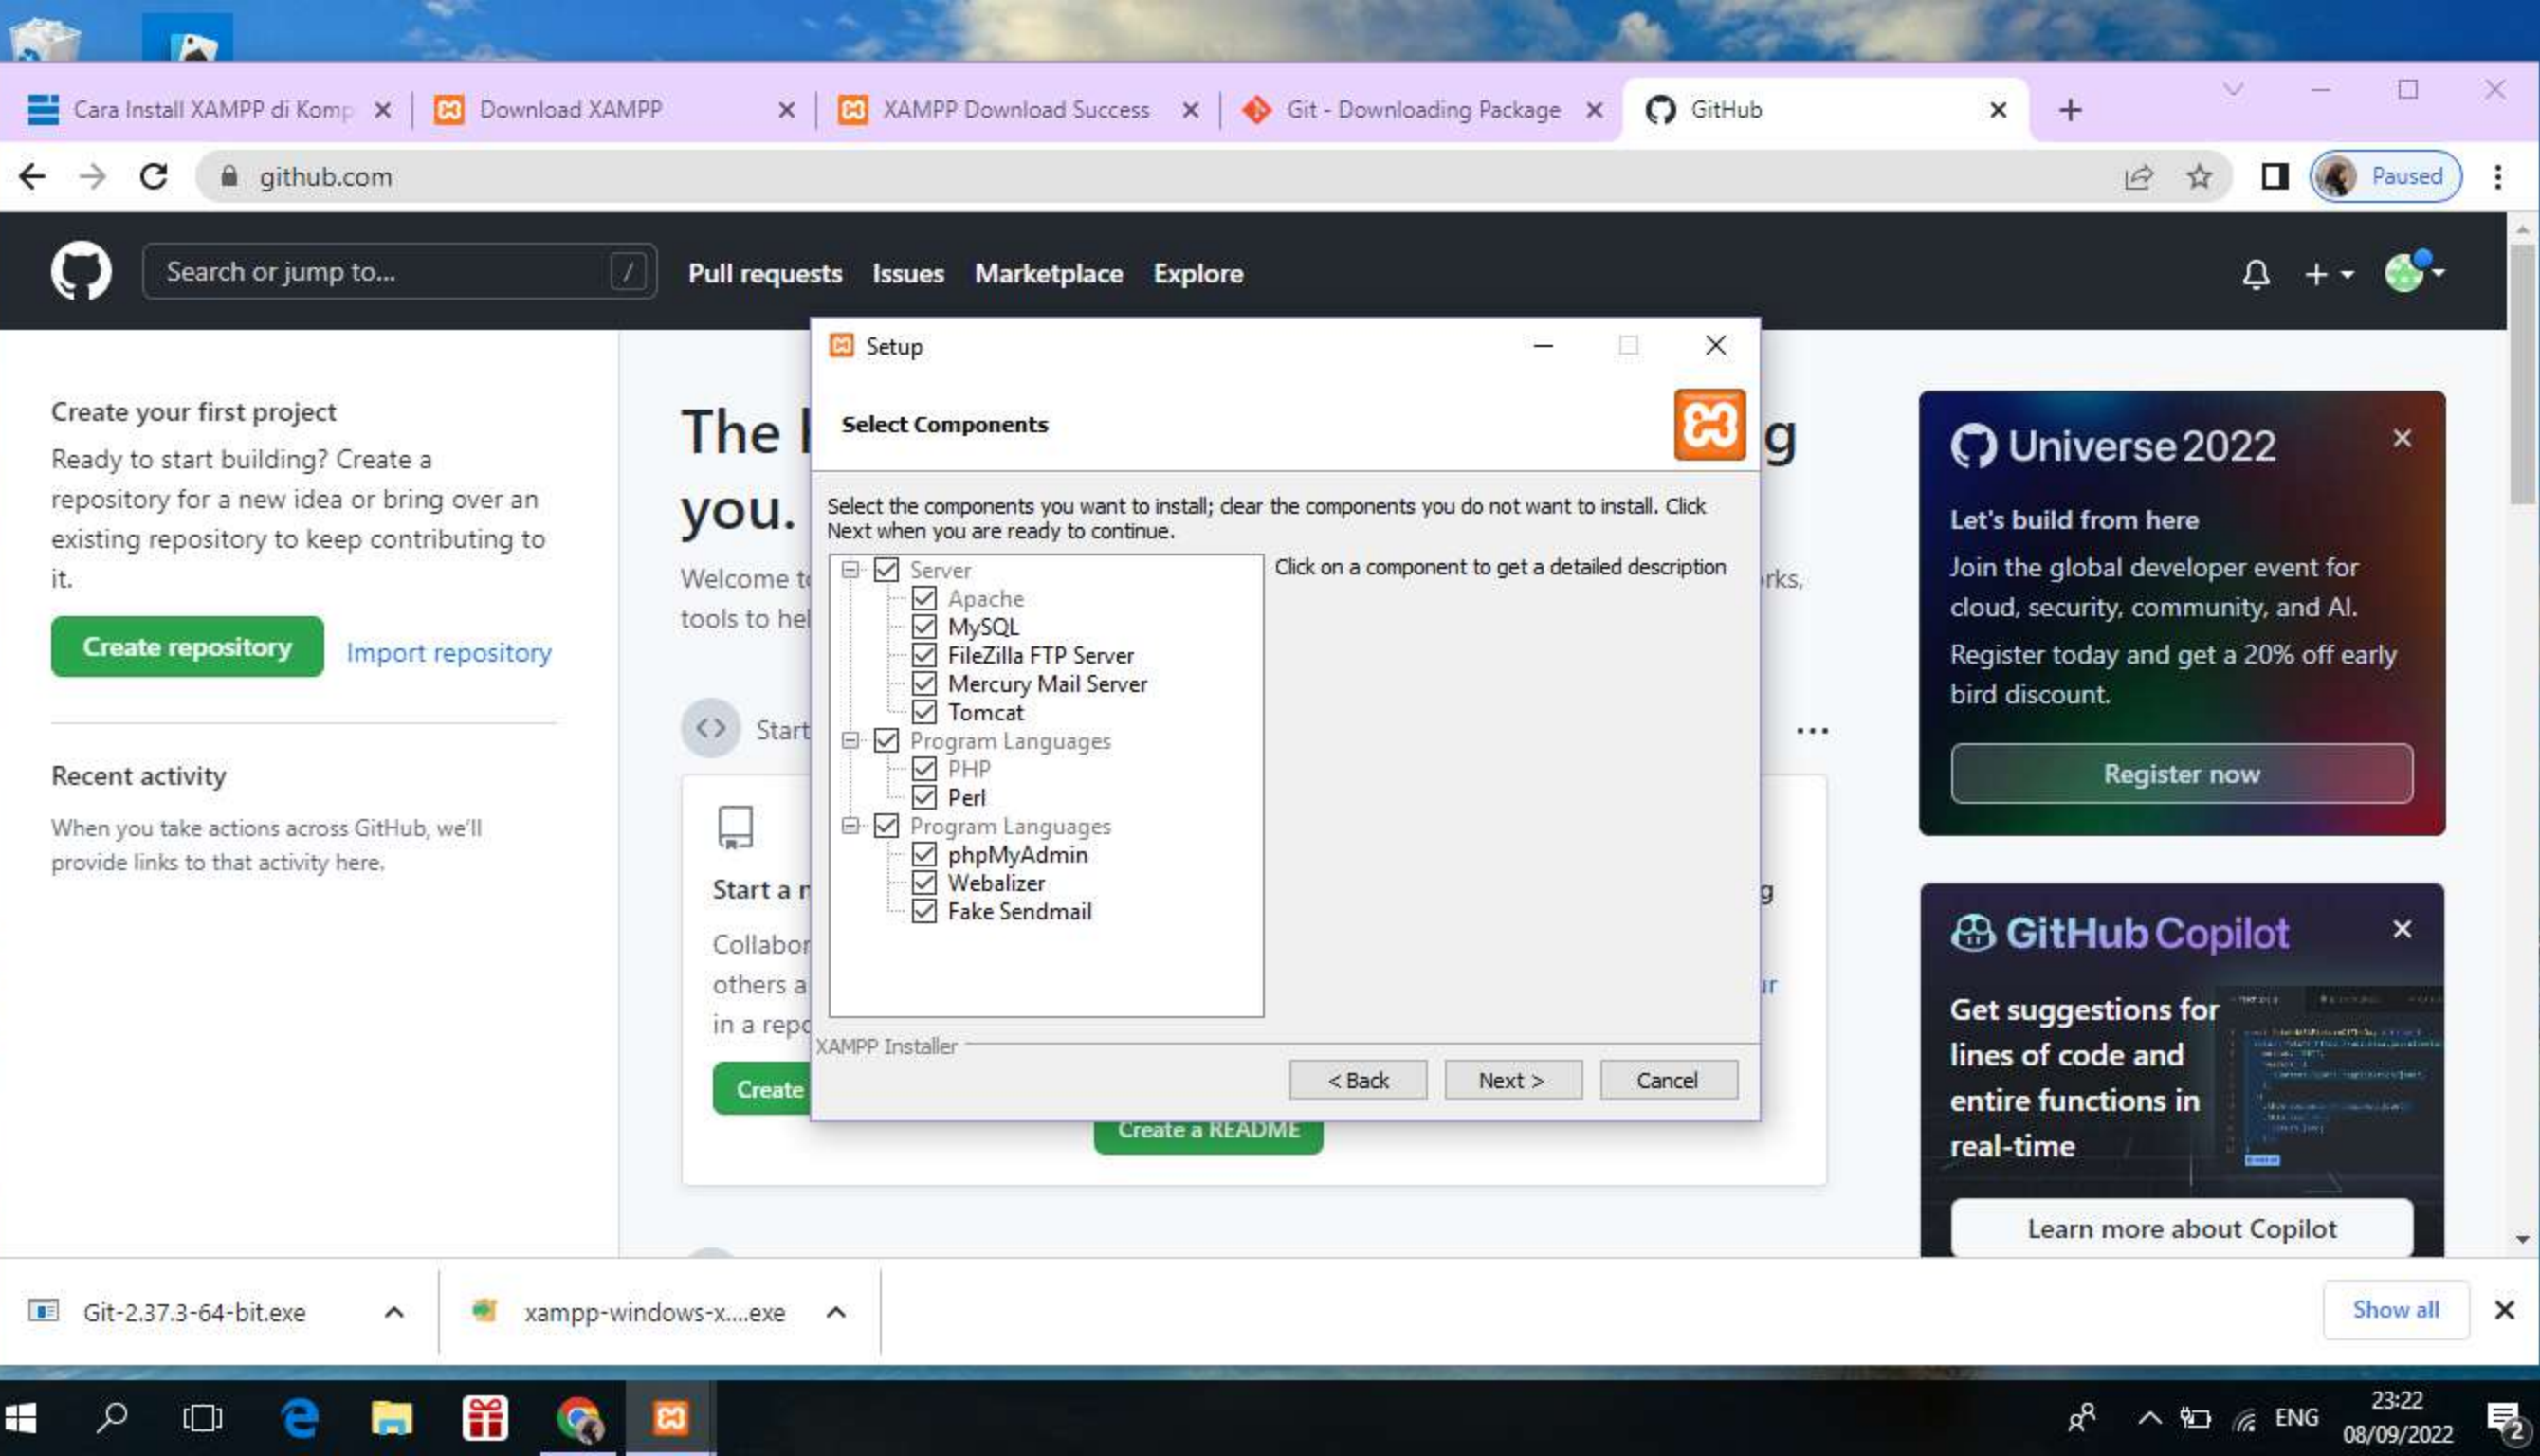 Cara Install XAMPP di Komp
Download XAMPP
XAMPP Download Success
Git - Downloading Package
GitHub
github.com
Paused
Search or jump to...
/
Pull requests
Issues
Marketplace
Explore
Create your first project
Ready to start building? Create a
repository for a new idea or bring over an
existing repository to keep contributing to
it.
Create repository
Import repository
Recent activity
When you take actions across GitHub, we'll
provide links to that activity here.
The
g
you.
Welcome
rks,
tools to hel
Start
Start a
g
Collabor
others a
ur
in a repo
Create
Create a README
Setup
Select Components
Select the components you want to install; clear the components you do not want to install. Click
Next when you are ready to continue.
Server
Apache
MySQL
FileZilla FTP Server
Mercury Mail Server
Tomcat
Program Languages
PHP
Perl
Program Languages
phpMyAdmin
Webalizer
Fake Sendmail
Click on a component to get a detailed description
XAMPP Installer
< Back
Next >
Cancel
Universe 2022
Let's build from here
Join the global developer event for
cloud, security, community, and AI.
Register today and get a 20% off early
bird discount.
Register now
GitHub Copilot
Get suggestions for
lines of code and
entire functions in
real-time
Learn more about Copilot
Git-2.37.3-64-bit.exe
xampp-windows-x....exe
Show all
ENG
23:22
08/09/2022
2